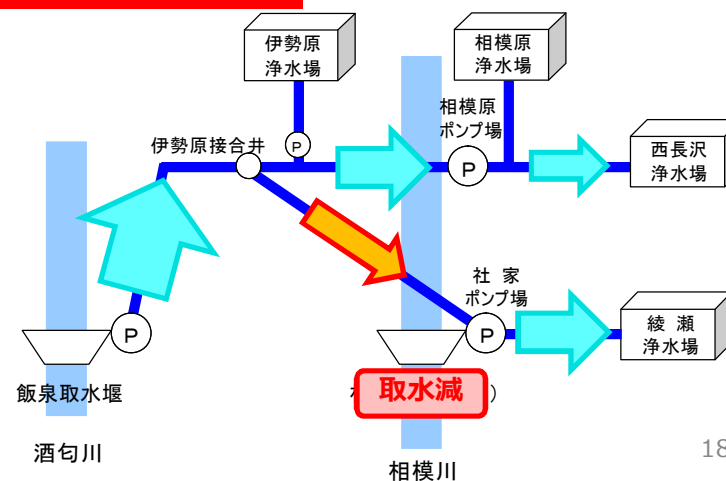 伊勢原
浄水場
相模原
浄水場
相模原
ポンプ場
伊勢原接合井
P
P
西長沢
浄水場
社 家
ポンプ場
P
P
綾 瀬
浄水場
飯泉取水堰
取水減
）
酒匂川
相模川
18